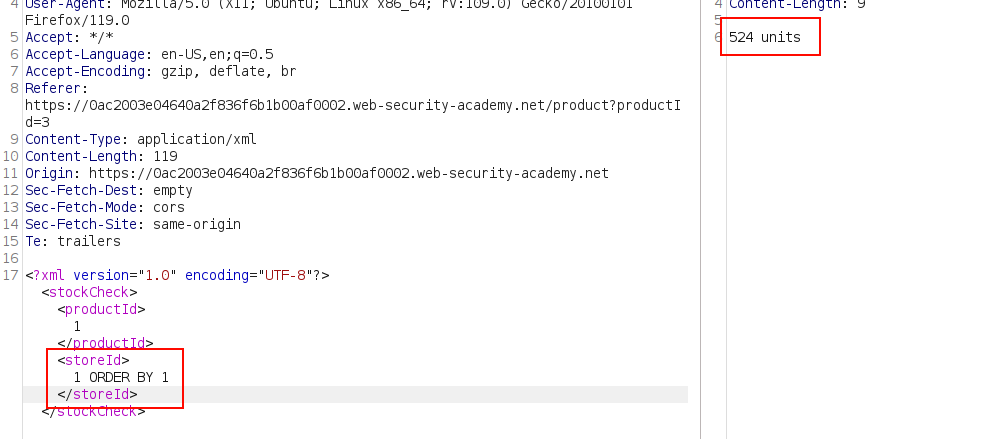 4 User-Agent: Mozilla/5.0 (X11; Ubuntu; Linux x86_64; rv:109.0) Gecko/20100101
Firefox/119.0
5 Accept: */*
6 Accept-Language: en-US,en;q=0.5
7 Accept-Encoding: gzip, deflate, br
8 Referer:
https://0ac2003e04640a2f836f6b1b00af0002.web-security-academy.net/product?productI
d=3
9 Content-Type: application/xml
10 Content-Length: 119
11 Origin: https://0ac2003e04640a2f836f6b1b00af0002.web-security-academy.net
12 Sec-Fetch-Dest: empty
13 Sec-Fetch-Mode: cors
14 Sec-Fetch-Site: same-origin
15 Te: trailers
16
17 <?xml version="1.0" encoding="UTF-8"?>
<stockCheck>
<productId>
1
</productId>
<storeId>
1 ORDER BY 1
</storeId>
</stockCheck>
4 Content-Length: 9
5
6 524 units